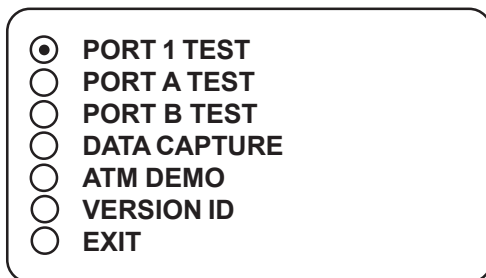 PORT 1 TEST
PORT A TEST
PORT B TEST
DATA CAPTURE
ATM DEMO
VERSION ID
EXIT